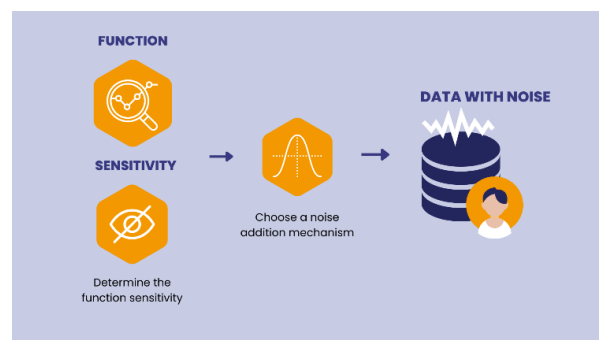 FUNCTION
SENSITIVITY
Determine the
function sensitivity
Choose a noise
addition mechanism
DATA WITH NOISE